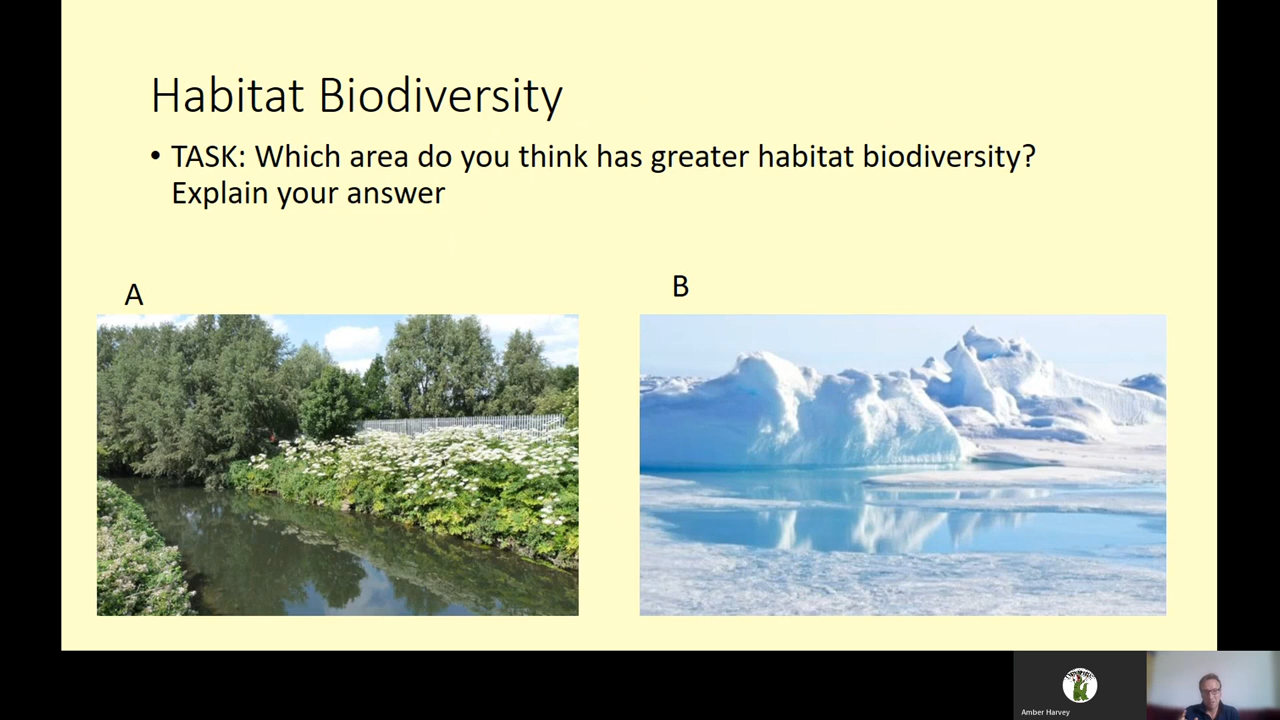 Habitat Biodiversity
• TASK: Which area do you think has greater habitat biodiversity?
Explain your answer
A
B
Amber Harvey